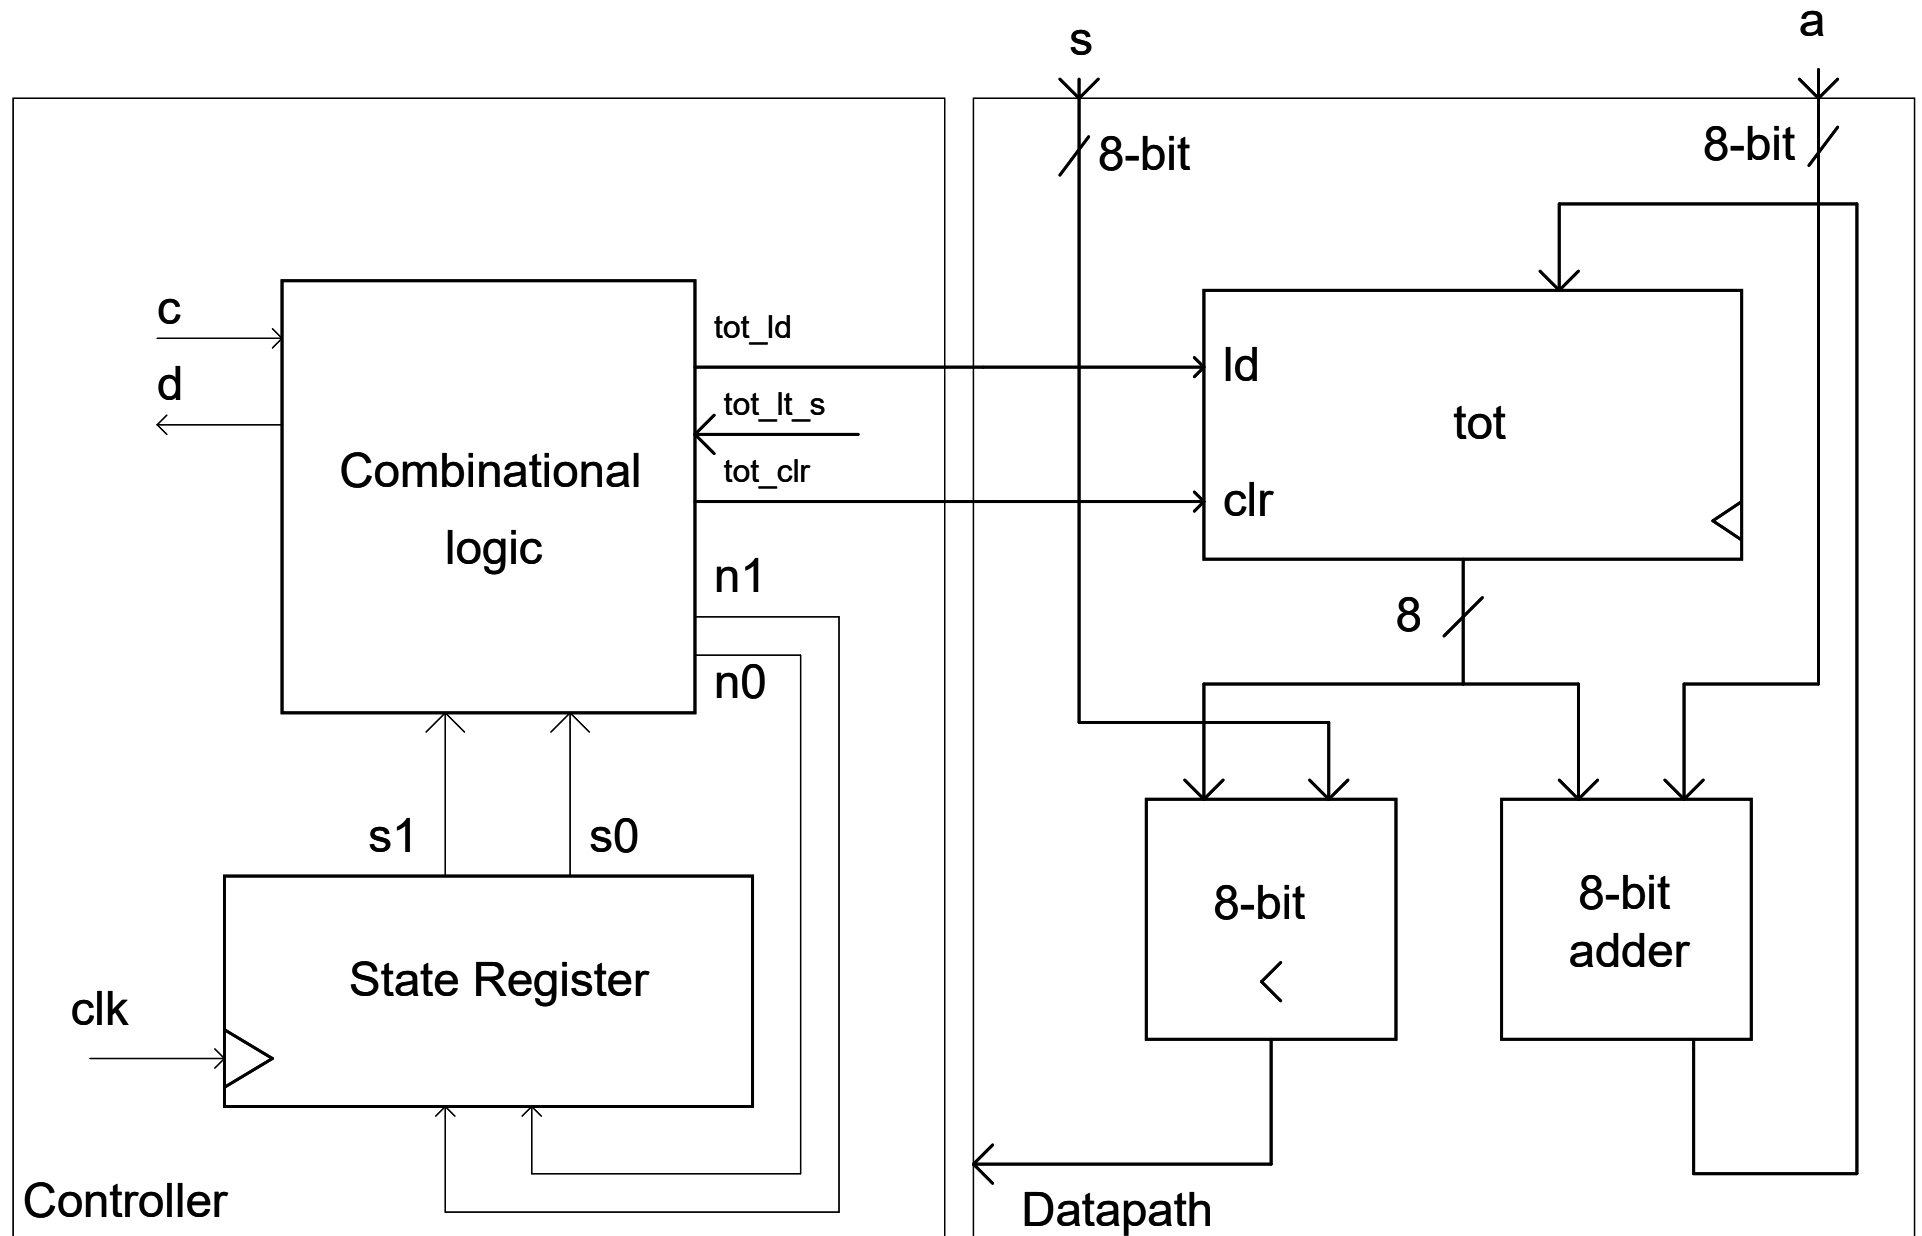 s
a
8-bit
8-bit
c
d
tot_ld
tot_lt_s
tot_clr
Combinational
logic
ld
tot
clr
n1
n0
8
s1
s0
State Register
clk
8-bit
<
8-bit
adder
Controller
Datapath